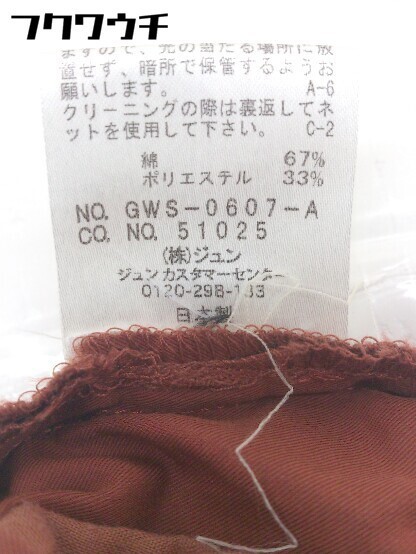 フクワウチ
ますので、光の当たる場所に放
置せず、暗所で保管するようお
願いします。 A-6
クリーニングの際は裏返してネ
ットを使用して下さい。 C-2
綿 67%
ポリエステル 33%
NO. GWS-0607-A
CO. NO. 51025
(株)ジュン
ジュンカスタマーセンター
0120-298-133
日本製